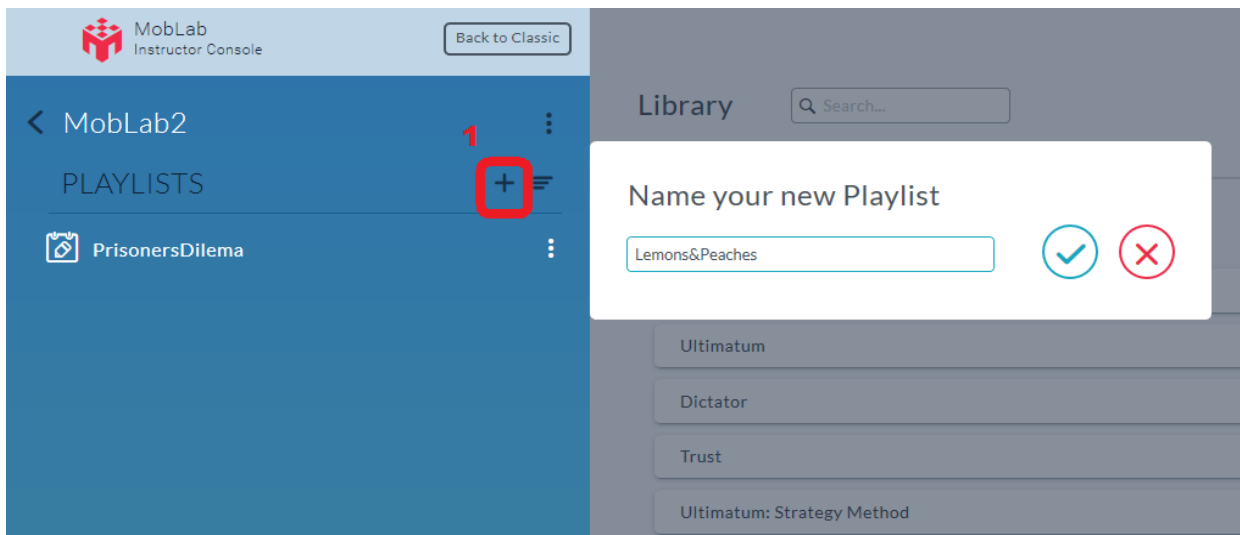 MobLab
Instructor Console
Back to Classic
MobLab2
1
PLAYLISTS
PrisonersDilema
Library
Search...
Name your new Playlist
Lemons&Peaches
Ultimatum
Dictator
Trust
Ultimatum: Strategy Method